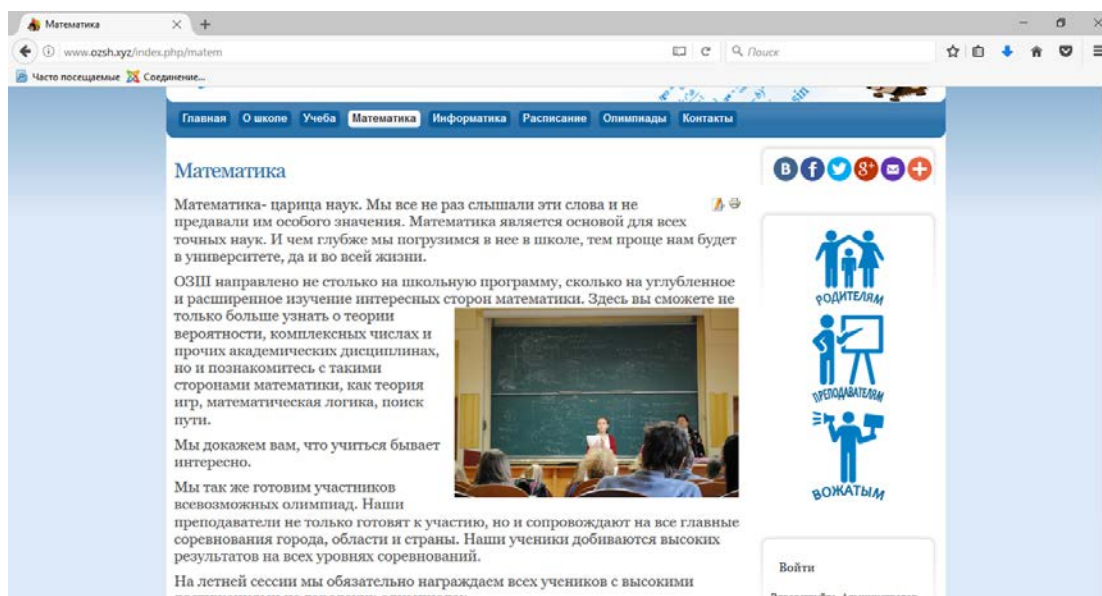 Математика
www.ozsh.xyz/index.php/matem
Поиск
Часто посещаемые
Соединение...
Главная
О школе
Учеба
Математика
Информатика
Расписание
Олимпиады
Контакты
Математика
Математика- царица наук. Мы все не раз слышали эти слова и не
предавали им особого значения. Математика является основой для всех
точных наук. И чем глубже мы погрузимся в нее в школе, тем проще нам будет
в университете, да и во всей жизни.
ОЗШ направлено не столько на школьную программу, сколько на углубленное
и расширенное изучение интересных сторон математики. Здесь вы сможете не
только больше узнать о теории
вероятности, комплексных числах и
прочих академических дисциплинах,
но и познакомитесь с такими
сторонами математики, как теория
игр, математическая логика, поиск
пути.
Мы докажем вам, что учиться бывает
интересно.
Мы так же готовим участников
всевозможных олимпиад. Наши
преподаватели не только готовят к участию, но и сопровождают на все главные
соревнования города, области и страны. Наши ученики добиваются высоких
результатов на всех уровнях соревнований.
На летней сессии мы обязательно награждаем всех учеников с высокими
sin
РОДИТЕЛЯМ
ПРЕПОДАВАТЕЛЯМ
ВОЖАТЫМ
Войти